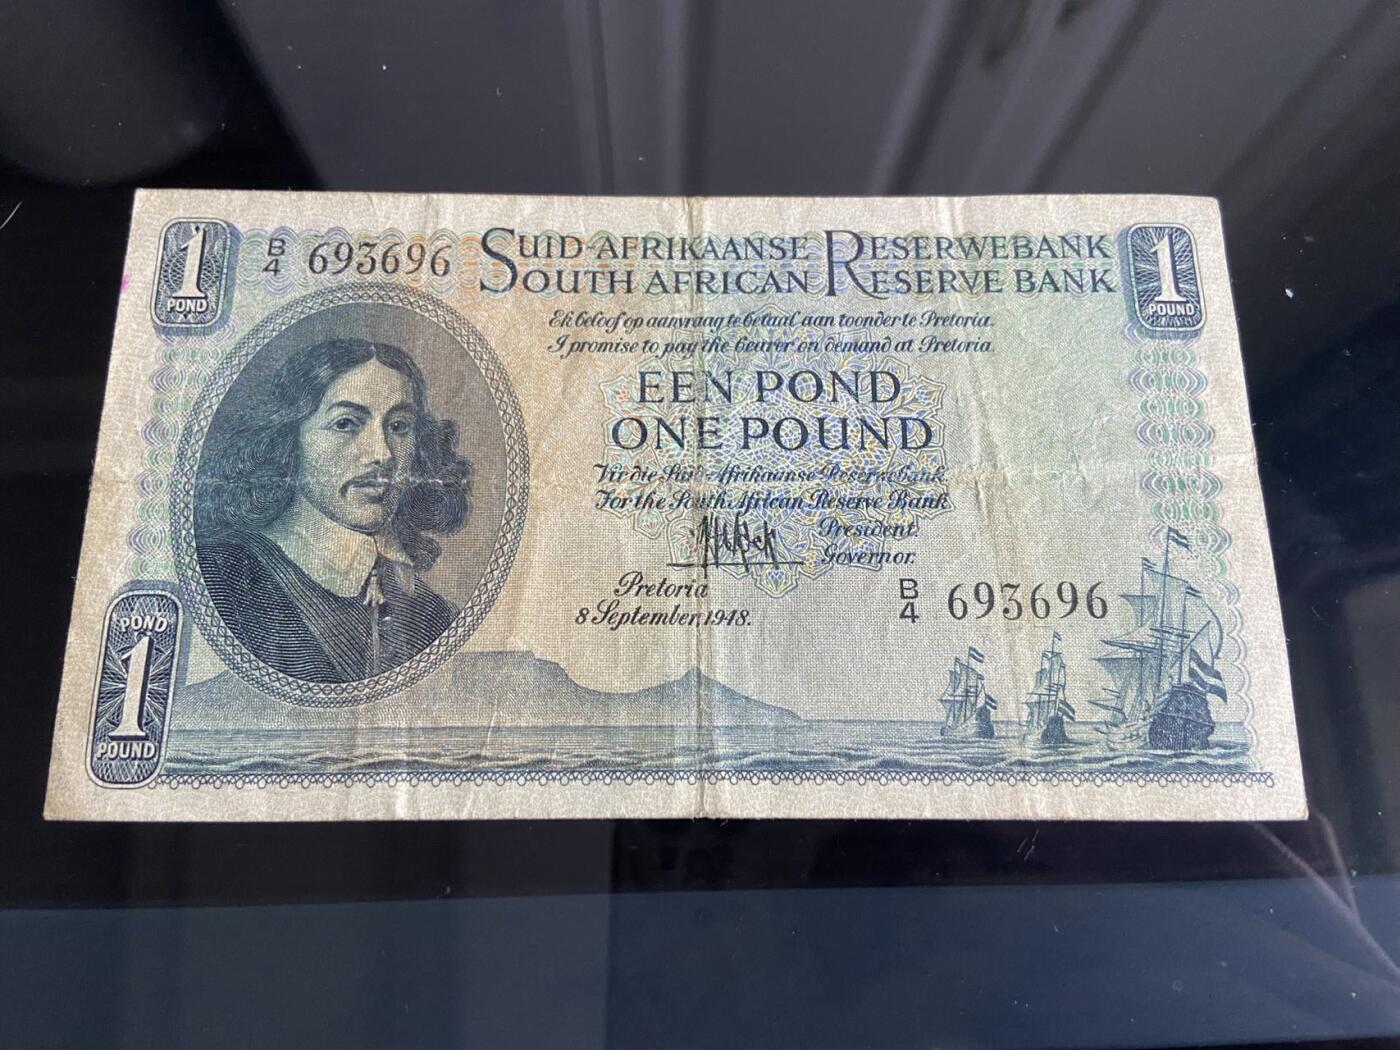 1
POND
B/4 693696
SUID-AFRIKAANSE RESERWEBANK
SOUTH AFRICAN RESERVE BANK
1
POUND
Ek beloof op aanvraag te betaal aan toonder te Pretoria.
I promise to pay the bearer on demand at Pretoria.
EEN POND
ONE POUND
Vir die Suid-Afrikaanse Reserwebank.
For the South African Reserve Bank
President.
Governor.
Pretoria
8 September, 1948.
B/4 693696
POND
1
POUND